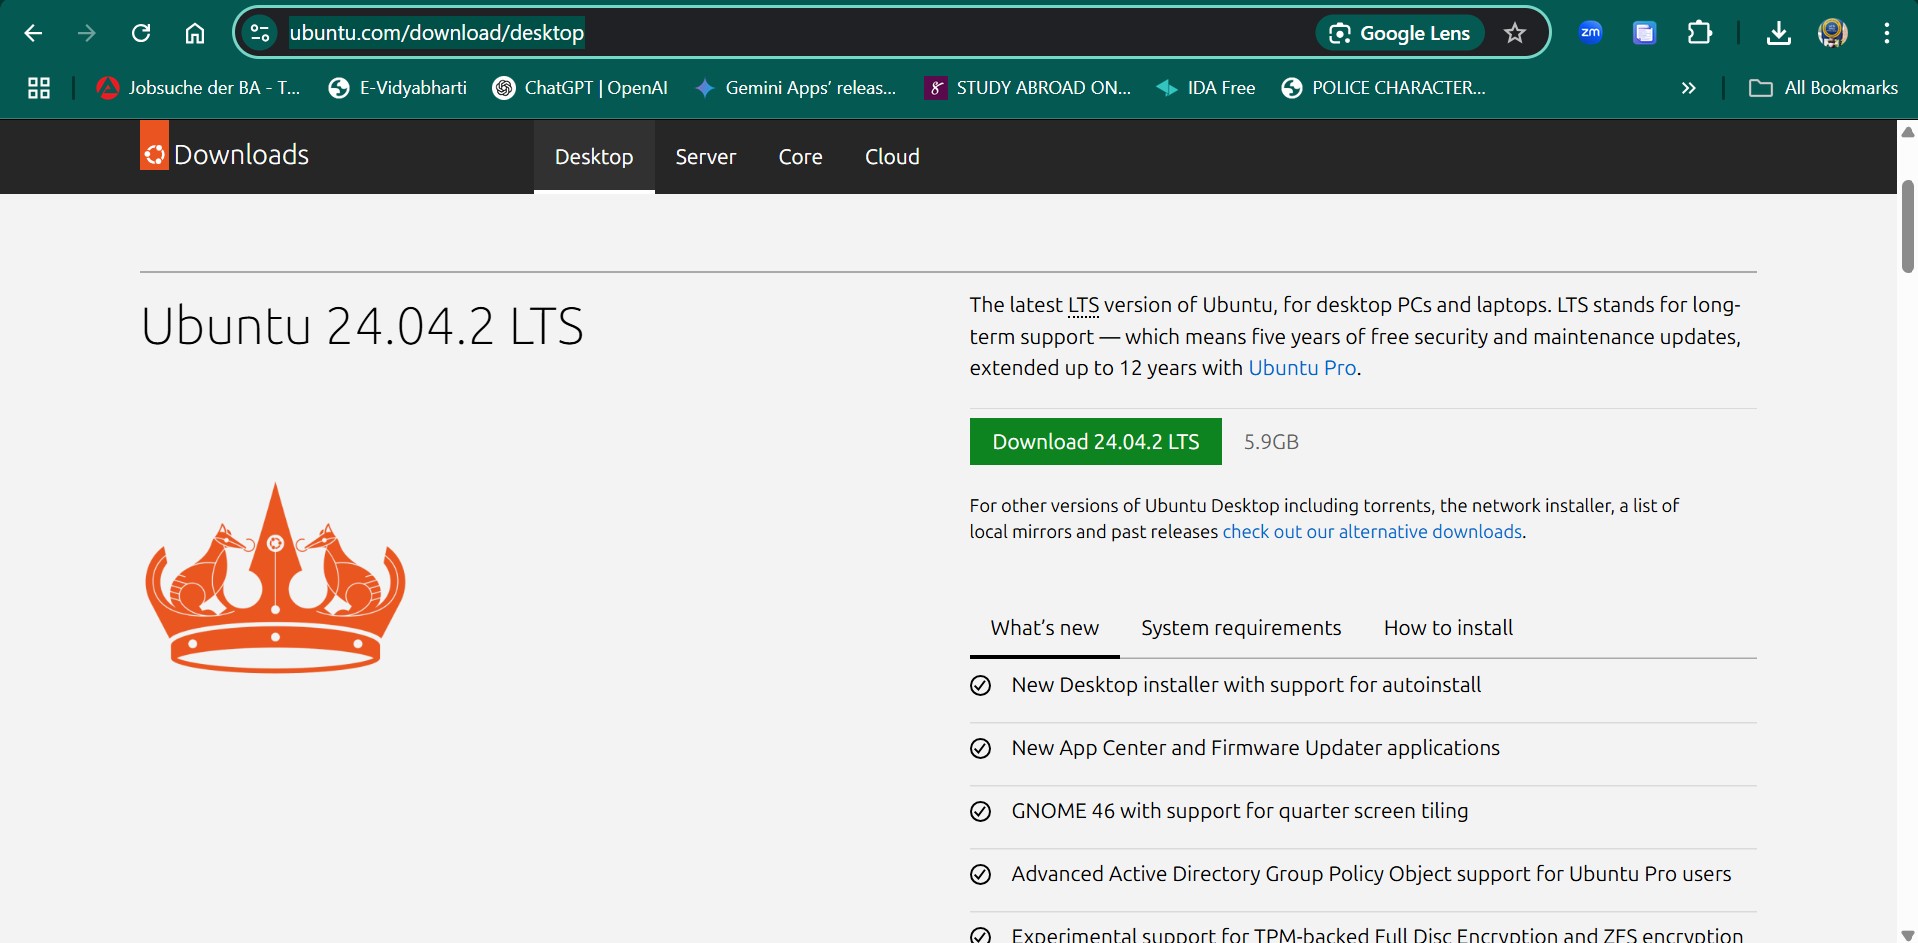 ubuntu.com/download/desktop
Google Lens
zm
Jobsuche der BA - T...
E-Vidyabharti
ChatGPT | OpenAI
Gemini Apps’ releas...
STUDY ABROAD ON...
IDA Free
POLICE CHARACTER...
»
All Bookmarks
Downloads
Desktop
Server
Core
Cloud
Ubuntu 24.04.2 LTS
The latest LTS version of Ubuntu, for desktop PCs and laptops. LTS stands for long-
term support — which means five years of free security and maintenance updates,
extended up to 12 years with Ubuntu Pro.
Download 24.04.2 LTS
5.9GB
For other versions of Ubuntu Desktop including torrents, the network installer, a list of
local mirrors and past releases check out our alternative downloads.
What’s new
System requirements
How to install
New Desktop installer with support for autoinstall
New App Center and Firmware Updater applications
GNOME 46 with support for quarter screen tiling
Advanced Active Directory Group Policy Object support for Ubuntu Pro users
Experimental support for TPM-backed Full Disc Encryption and ZFS encryption